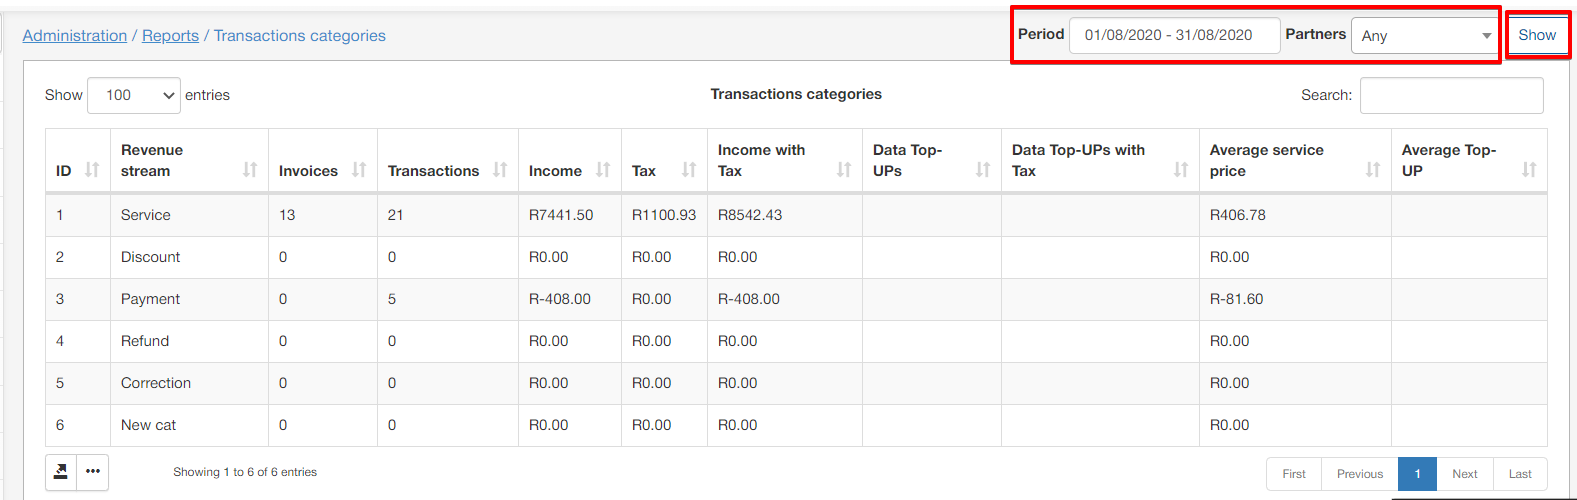 Administration / Reports / Transactions categories Period 01/08/2020 - 31/08/2020 Partners Any Show
Show 100 entries Transactions categories Search:
ID Revenue stream Invoices Transactions Income Tax Income with Tax Data Top-UPs Data Top-UPs with Tax Average service price Average Top-UP
1 Service 13 21 R7441.50 R1100.93 R8542.43 R406.78
2 Discount 0 0 R0.00 R0.00 R0.00 R0.00
3 Payment 0 5 R-408.00 R0.00 R-408.00 R-81.60
4 Refund 0 0 R0.00 R0.00 R0.00 R0.00
5 Correction 0 0 R0.00 R0.00 R0.00 R0.00
6 New cat 0 0 R0.00 R0.00 R0.00 R0.00
Showing 1 to 6 of 6 entries First Previous 1 Next Last